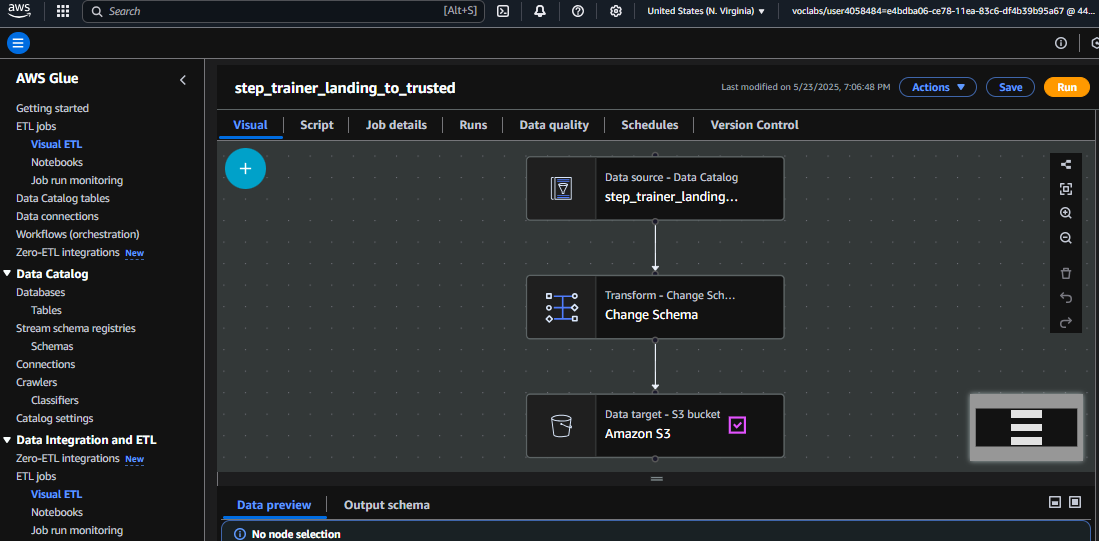 aws
Search [Alt+S]
United States (N. Virginia)
voclabs/user4058484=e4bdba06-ce78-11ea-83c6-df4b39b95a67 @ 44...
AWS Glue
Getting started
ETL jobs
Visual ETL
Notebooks
Job run monitoring
Data Catalog tables
Data connections
Workflows (orchestration)
Zero-ETL integrations New
Data Catalog
Databases
Tables
Stream schema registries
Schemas
Connections
Crawlers
Classifiers
Catalog settings
Data Integration and ETL
Zero-ETL integrations New
ETL jobs
Visual ETL
Notebooks
Job run monitoring
step_trainer_landing_to_trusted
Last modified on 5/23/2025, 7:06:48 PM
Actions
Save
Run
Visual Script Job details Runs Data quality Schedules Version Control
Data source - Data Catalog
step_trainer_landing...
Transform - Change Sch...
Change Schema
Data target - S3 bucket
Amazon S3
Data preview Output schema
No node selection